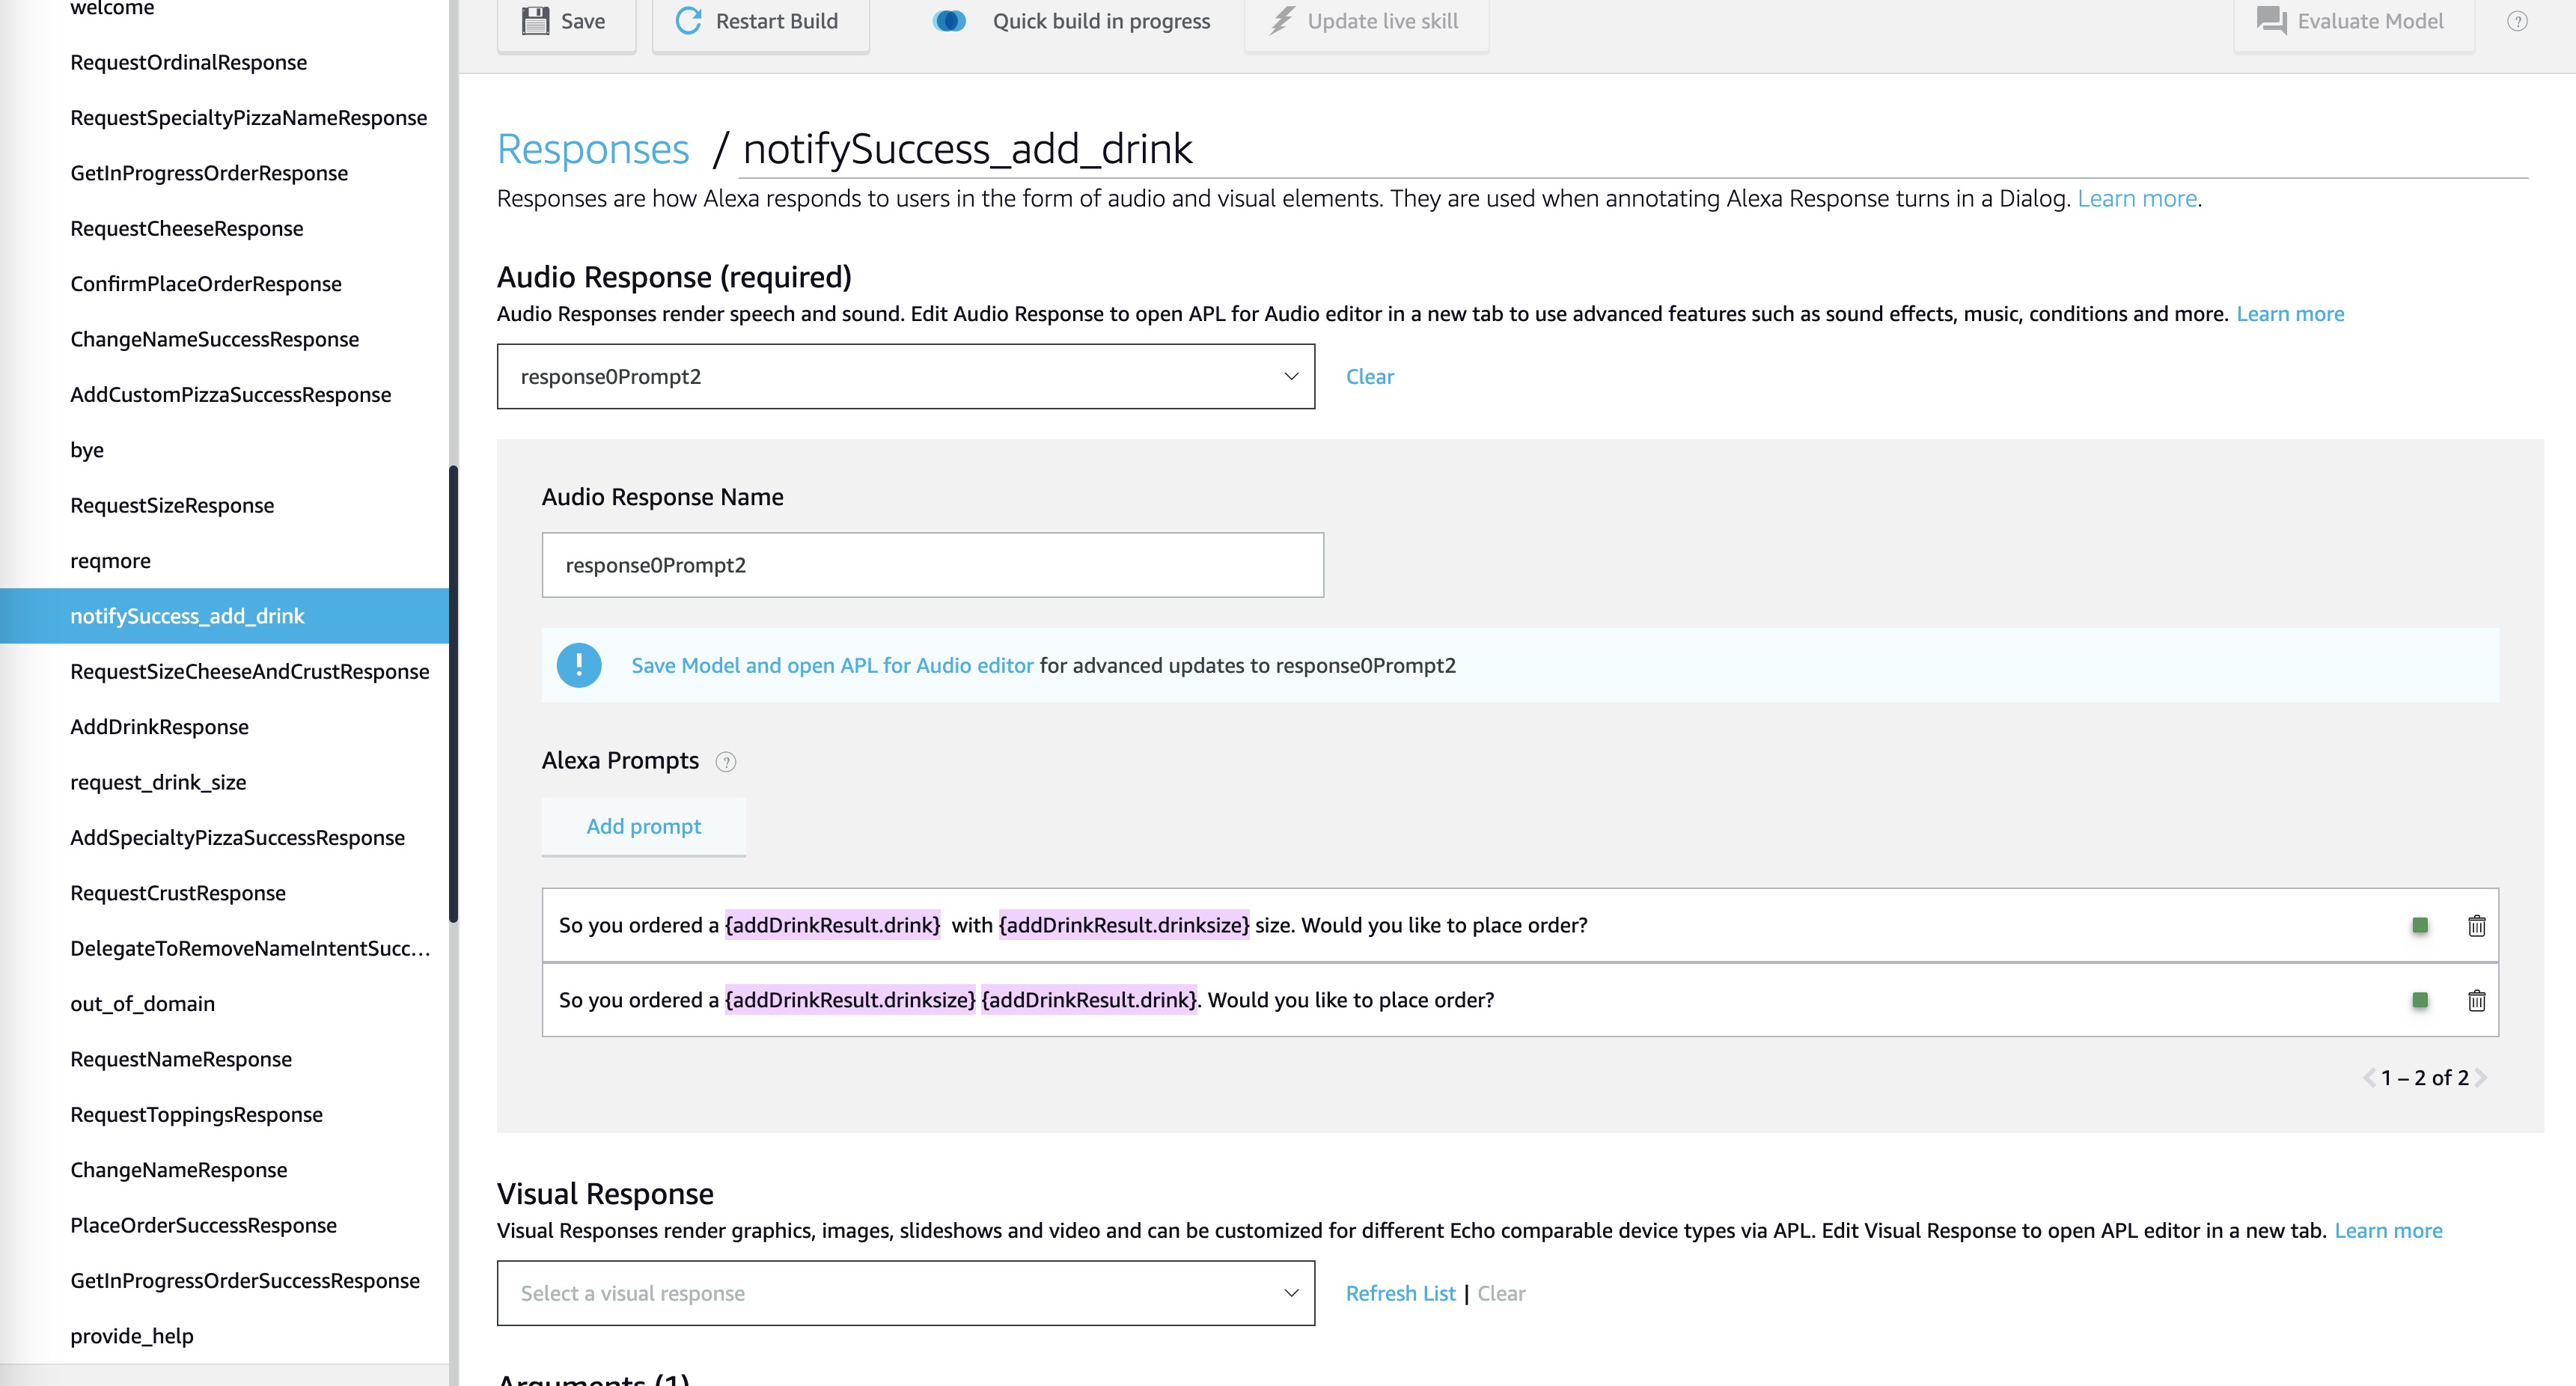 welcome
RequestOrdinalResponse
RequestSpecialtyPizzaNameResponse
GetInProgressOrderResponse
RequestCheeseResponse
ConfirmPlaceOrderResponse
ChangeNameSuccessResponse
AddCustomPizzaSuccessResponse
bye
RequestSizeResponse
reqmore
notifySuccess_add_drink
RequestSizeCheeseAndCrustResponse
AddDrinkResponse
request_drink_size
AddSpecialtyPizzaSuccessResponse
RequestCrustResponse
DelegateToRemoveNameIntentSucc...
out_of_domain
RequestNameResponse
RequestToppingsResponse
ChangeNameResponse
PlaceOrderSuccessResponse
GetInProgressOrderSuccessResponse
provide_help
Save
Restart Build
Quick build in progress
Update live skill
Evaluate Model
?
Responses / notifySuccess_add_drink
Responses are how Alexa responds to users in the form of audio and visual elements. They are used when annotating Alexa Response turns in a Dialog. Learn more.
Audio Response (required)
Audio Responses render speech and sound. Edit Audio Response to open APL for Audio editor in a new tab to use advanced features such as sound effects, music, conditions and more. Learn more
response0Prompt2
Clear
Audio Response Name
response0Prompt2
! Save Model and open APL for Audio editor for advanced updates to response0Prompt2
Alexa Prompts ?
Add prompt
So you ordered a {addDrinkResult.drink} with {addDrinkResult.drinksize} size. Would you like to place order?
So you ordered a {addDrinkResult.drinksize} {addDrinkResult.drink}. Would you like to place order?
1 – 2 of 2
Visual Response
Visual Responses render graphics, images, slideshows and video and can be customized for different Echo comparable device types via APL. Edit Visual Response to open APL editor in a new tab. Learn more
Select a visual response
Refresh List | Clear
Arguments (1)